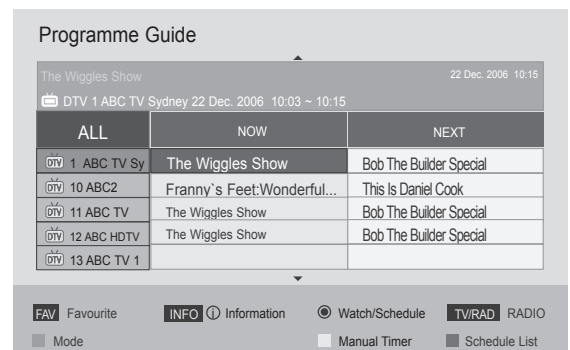 Programme Guide
The Wiggles Show 22 Dec. 2006 10:15
DTV 1 ABC TV Sydney 22 Dec. 2006 10:03 ~ 10:15
ALL NOW NEXT
DTV 1 ABC TV Sy The Wiggles Show Bob The Builder Special
DTV 10 ABC2 Franny`s Feet:Wonderful... This Is Daniel Cook
DTV 11 ABC TV The Wiggles Show Bob The Builder Special
DTV 12 ABC HDTV The Wiggles Show Bob The Builder Special
DTV 13 ABC TV 1
FAV Favourite INFO i Information Watch/Schedule TV/RAD RADIO
Mode Manual Timer Schedule List